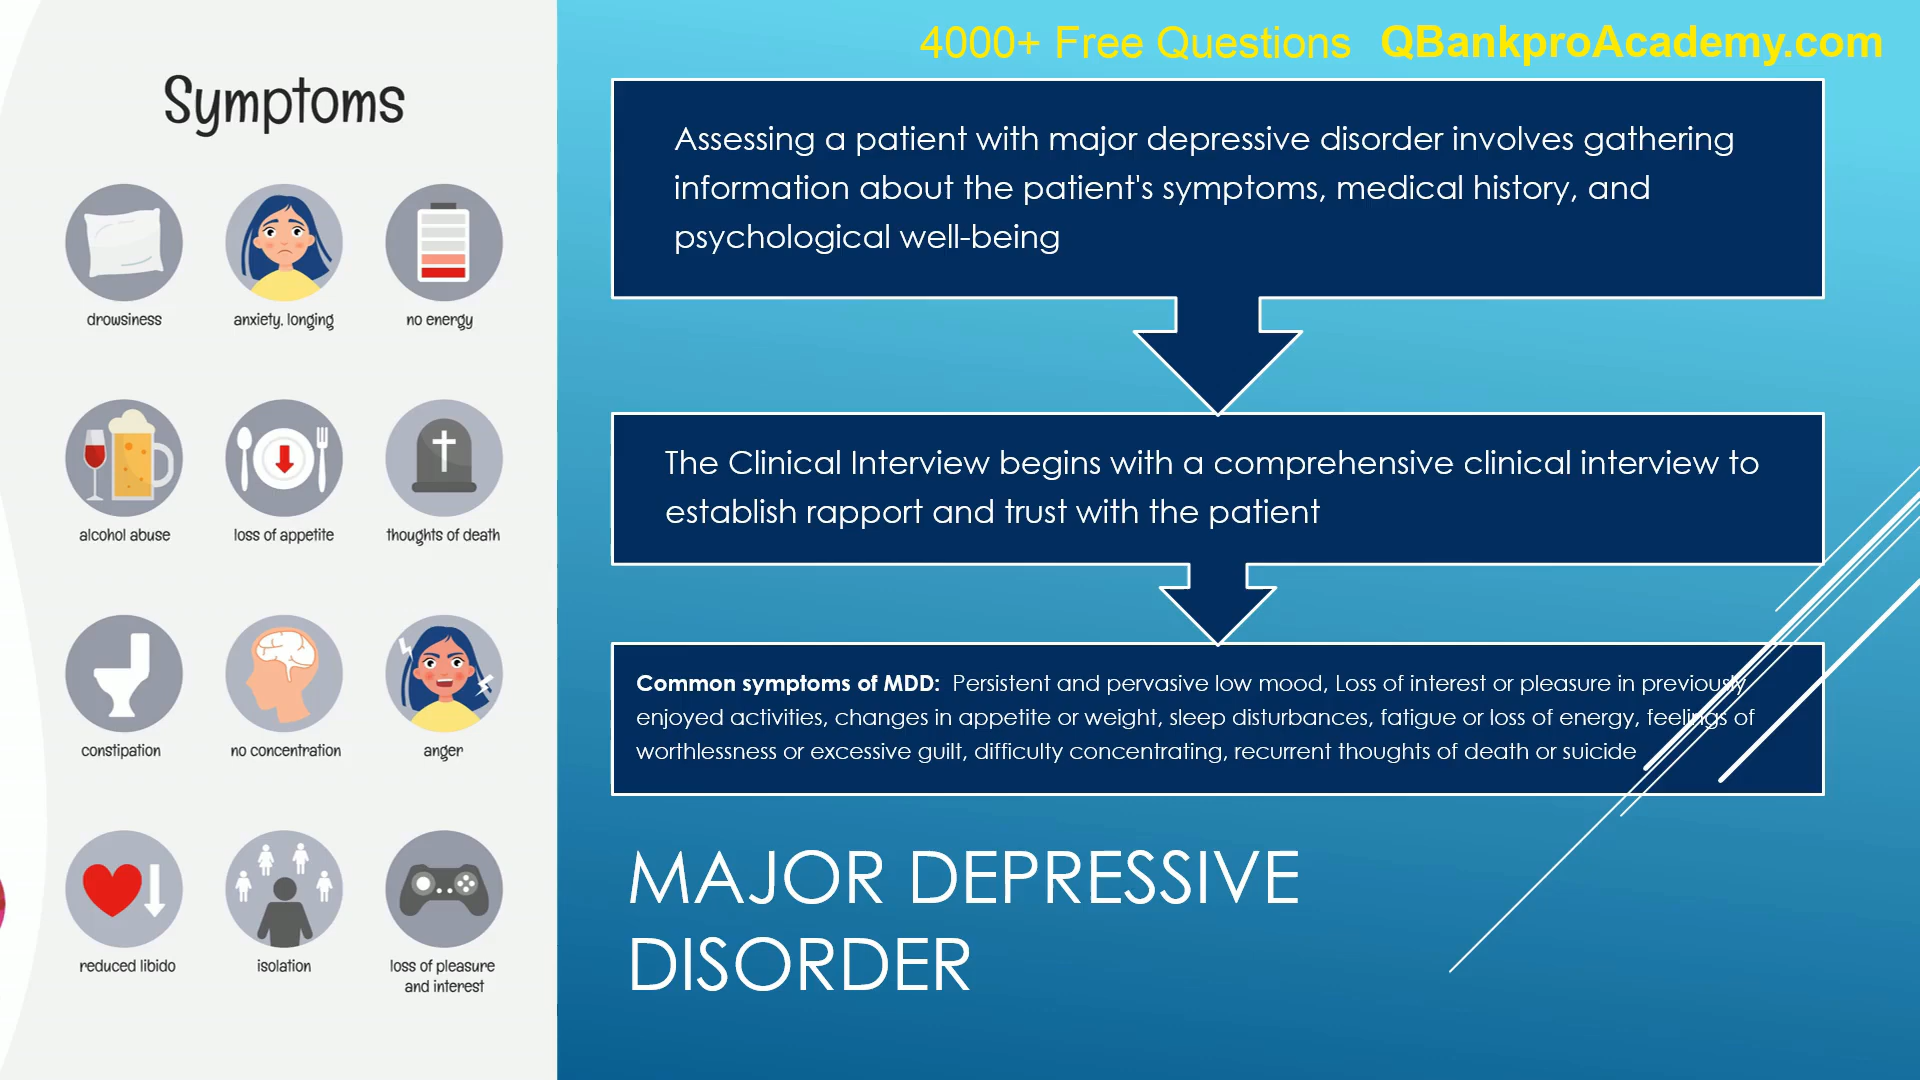 4000+ Free Questions QBankproAcademy.com
Symptoms
drowsiness
anxiety, longing
no energy
alcohol abuse
loss of appetite
thoughts of death
constipation
no concentration
anger
reduced libido
isolation
loss of pleasure
and interest
Assessing a patient with major depressive disorder involves gathering
information about the patient's symptoms, medical history, and
psychological well-being
The Clinical Interview begins with a comprehensive clinical interview to
establish rapport and trust with the patient
Common symptoms of MDD: Persistent and pervasive low mood, Loss of interest or pleasure in previously
enjoyed activities, changes in appetite or weight, sleep disturbances, fatigue or loss of energy, feelings of
worthlessness or excessive guilt, difficulty concentrating, recurrent thoughts of death or suicide
MAJOR DEPRESSIVE
DISORDER